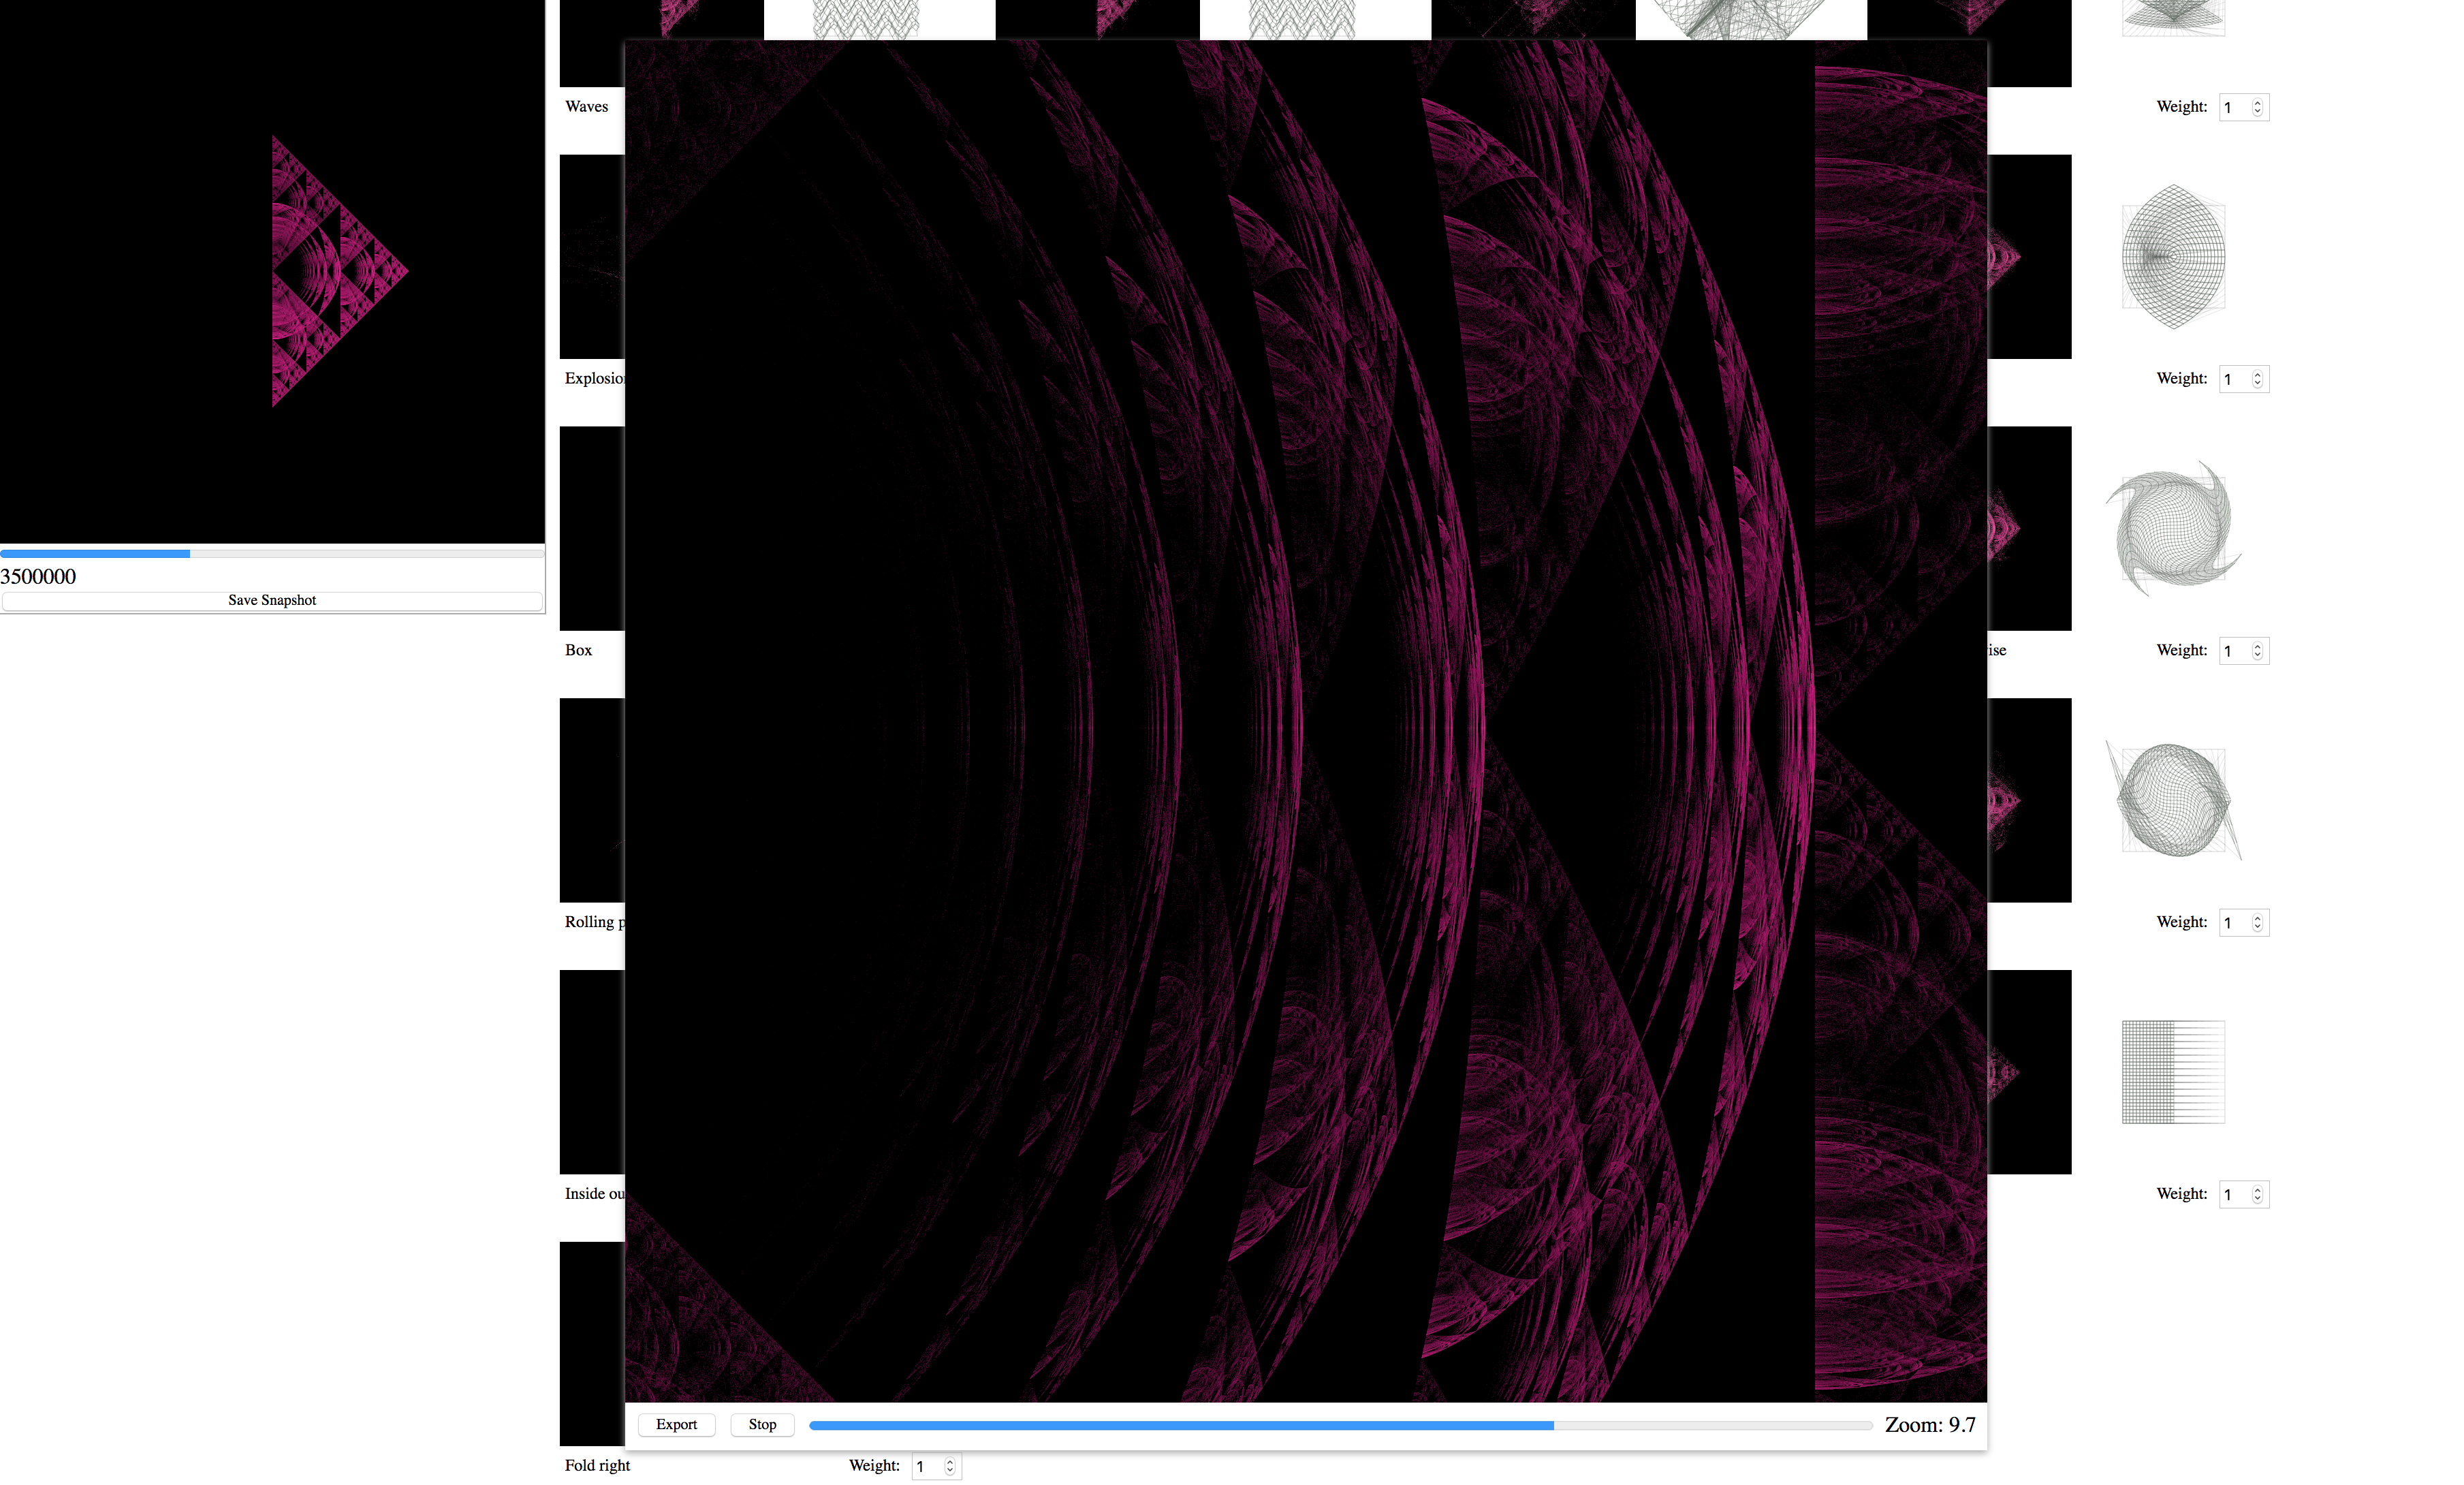 Waves
Weight: 1
Explosion
Weight: 1
3500000
Save Snapshot
Box
ise
Weight: 1
Rolling p
Weight: 1
Inside ou
Weight: 1
Export
Stop
Zoom: 9.7
Fold right
Weight: 1